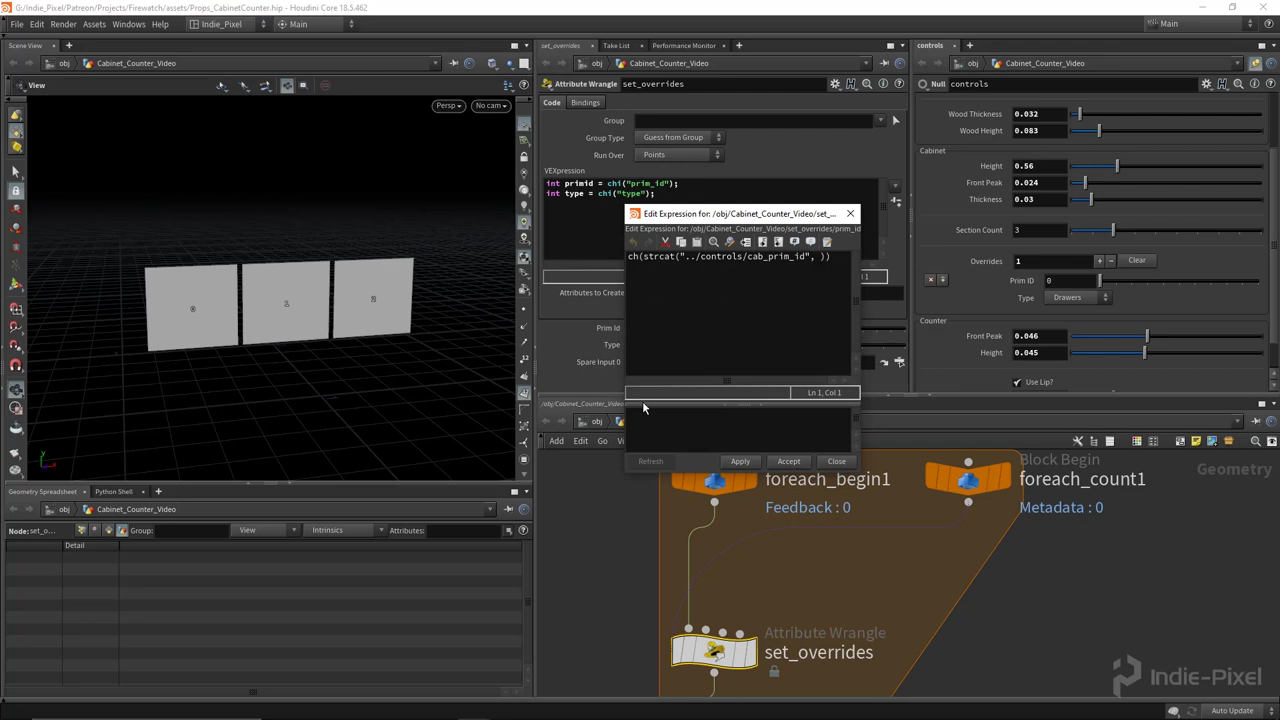 G:/Indie_Pixel/Patreon/Projects/Firewatch/assets/Props_CabinetCounter.hip - Houdini Core 18.5.462
File Edit Render Assets Windows Help Indie_Pixel Main Main
Scene View
obj Cabinet_Counter_Video
View
Persp No cam
set_overrides Take List Performance Monitor
obj Cabinet_Counter_Video
Attribute Wrangle set_overrides
Code Bindings
Group
Group Type Guess from Group
Run Over Points
VEXpression
int primid = chi("prim_id");
int type = chi("type");
Attributes to Create
Prim Id
Type
Spare Input 0
Edit Expression for: /obj/Cabinet_Counter_Video/set_...
Edit Expression for: /obj/Cabinet_Counter_Video/set_overrides/prim_id
ch(strcat("../controls/cab_prim_id", ))
Ln 1, Col 1
Refresh Apply Accept Close
controls
obj Cabinet_Counter_Video
Null controls
Wood Thickness 0.032
Wood Height 0.083
Cabinet
Height 0.56
Front Peak 0.024
Thickness 0.03
Section Count 3
Overrides 1 Clear
Prim ID 0
Type Drawers
Counter
Front Peak 0.046
Height 0.045
Use Lip?
/obj/Cabinet_Counter_Video
obj
Add Edit Go
Geometry
foreach_begin1
Feedback : 0
Block Begin
foreach_count1
Metadata : 0
Attribute Wrangle
set_overrides
Geometry Spreadsheet Python Shell
obj Cabinet_Counter_Video
Node: set_o... Group: View Intrinsics Attributes:
Detail
Indie-Pixel
Auto Update